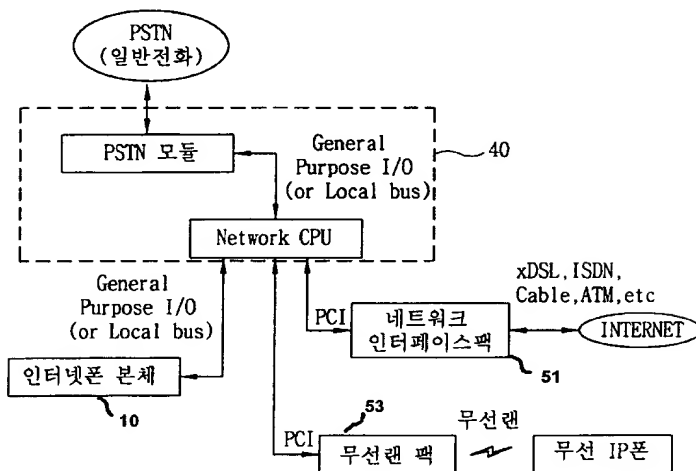 PSTN
(일반전화)
PSTN 모듈
General
Purpose I/O
(or Local bus)
40
Network CPU
General
Purpose I/O
(or Local bus)
xDSL,ISDN,
Cable,ATM,etc
PCI
네트워크
인터페이스팩
INTERNET
51
인터넷폰 본체
10
53
PCI
무선랜 팩
무선랜
무선 IP폰